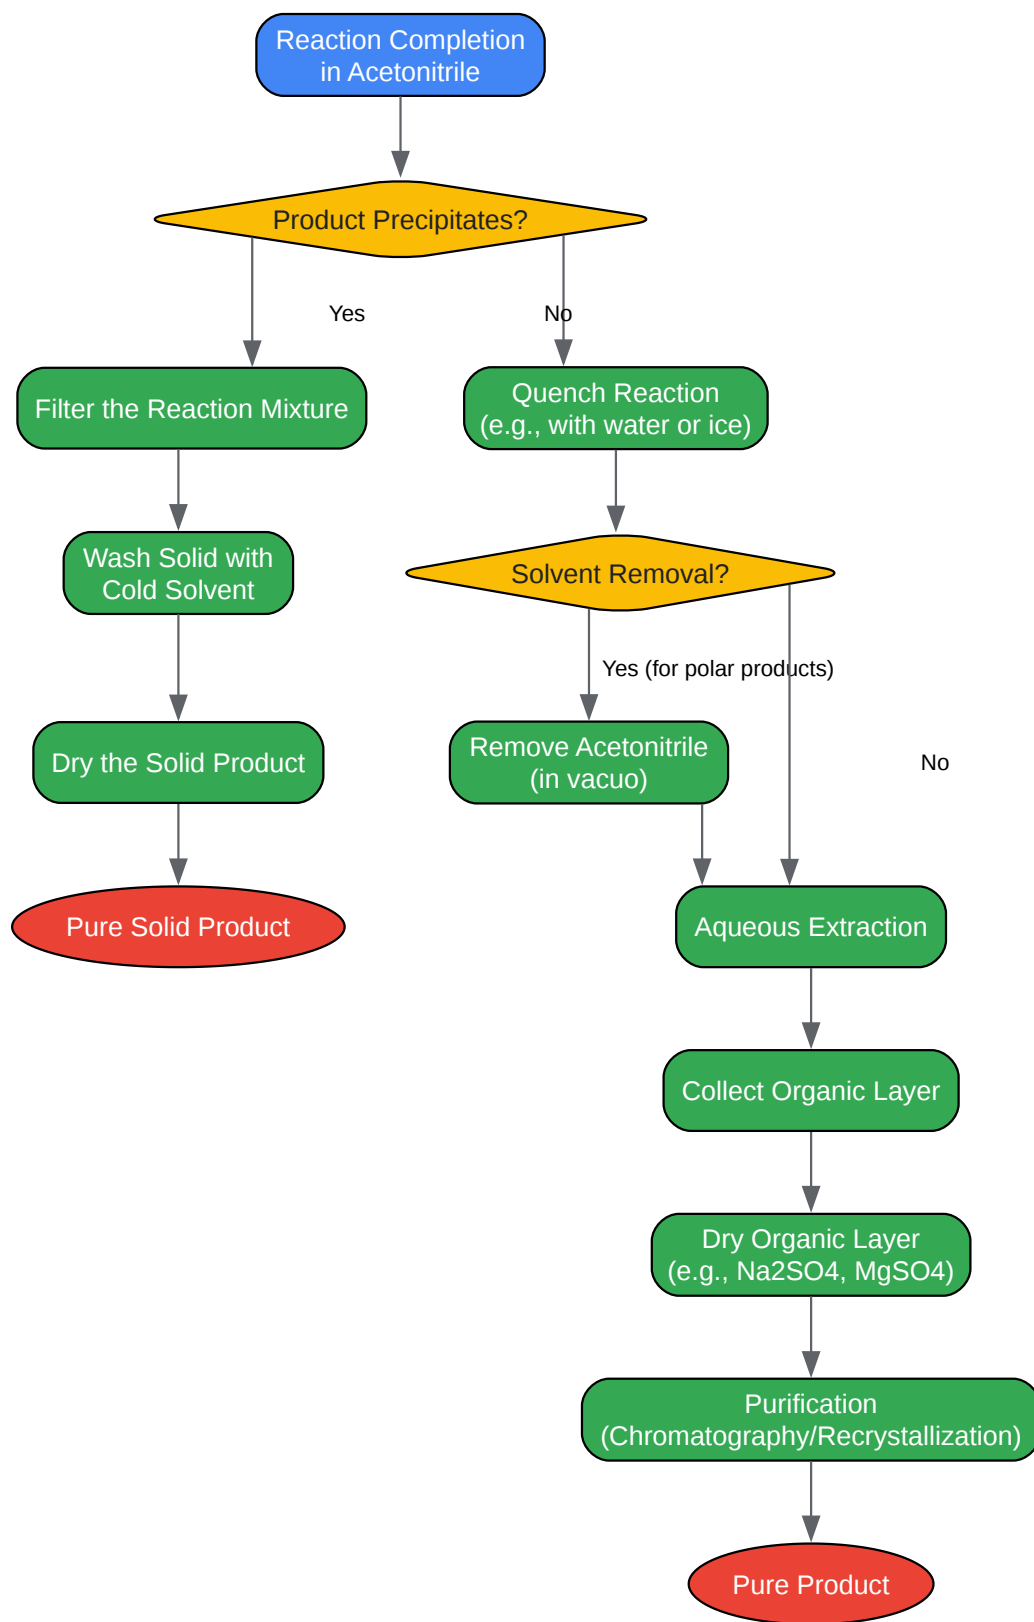 Reaction Completion
in Acetonitrile
Product Precipitates?
Yes
No
Filter the Reaction Mixture
Quench Reaction
(e.g., with water or ice)
Wash Solid with
Cold Solvent
Solvent Removal?
Yes (for polar products)
Dry the Solid Product
Remove Acetonitrile
(in vacuo)
No
Pure Solid Product
Aqueous Extraction
Collect Organic Layer
Dry Organic Layer
(e.g., Na2SO4, MgSO4)
Purification
(Chromatography/Recrystallization)
Pure Product